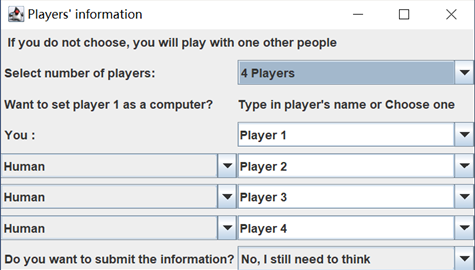 Players' information
If you do not choose, you will play with one other people
Select number of players: 4 Players
Want to set player 1 as a computer? Type in player's name or Choose one
You : Player 1
Human Player 2
Human Player 3
Human Player 4
Do you want to submit the information? No, I still need to think